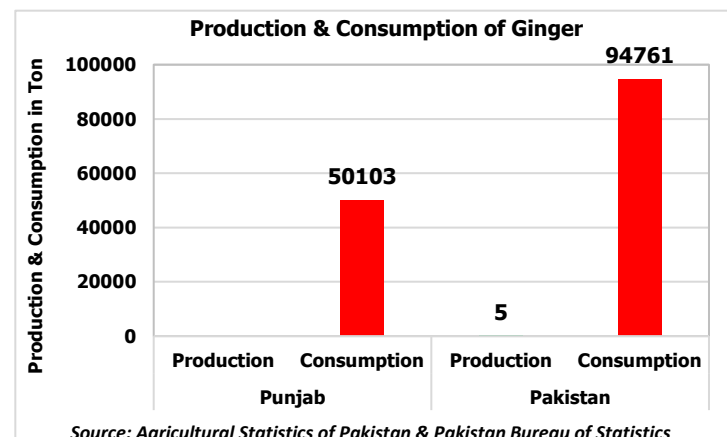 Production & Consumption of Ginger
Production & Consumption in Ton
100000
80000
60000
40000
20000
0
50103
5
94761
Production Consumption Production Consumption
Punjab Pakistan
Source: Agricultural Statistics of Pakistan & Pakistan Bureau of Statistics